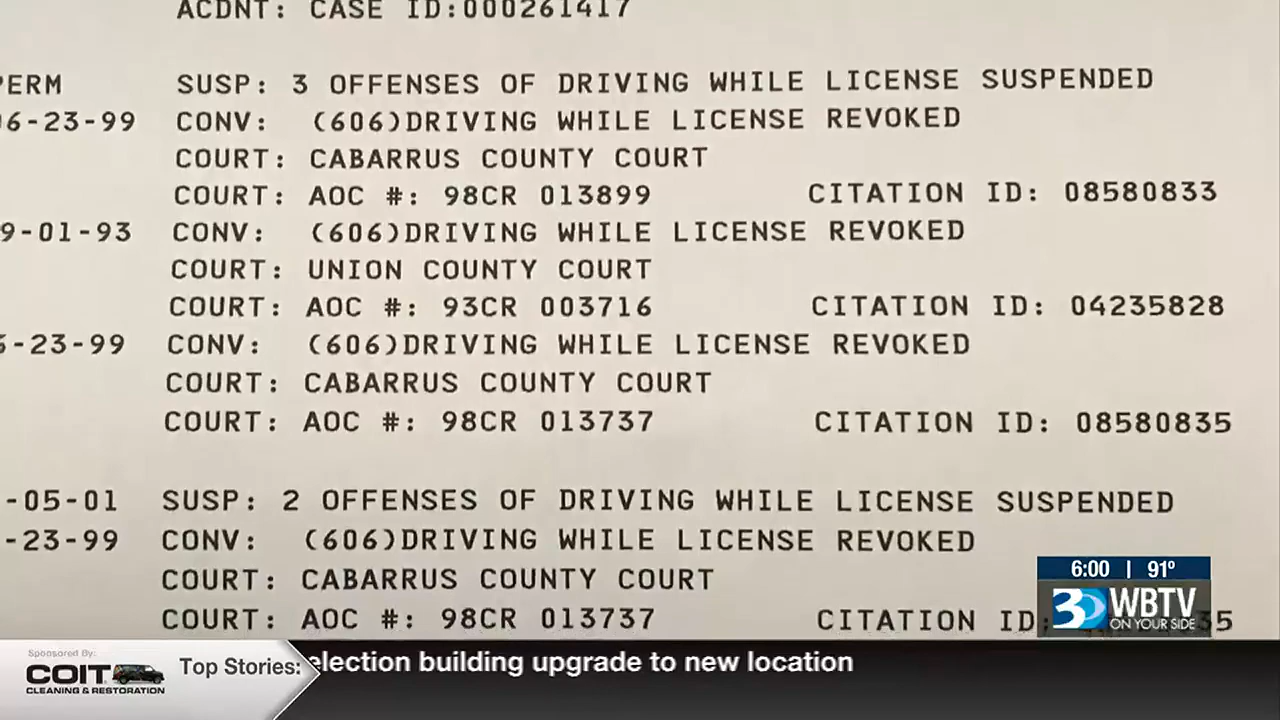 ACDNT: CASE ID:000261417
PERM SUSP: 3 OFFENSES OF DRIVING WHILE LICENSE SUSPENDED
6-23-99 CONV: (606)DRIVING WHILE LICENSE REVOKED
COURT: CABARRUS COUNTY COURT
COURT: AOC #: 98CR 013899 CITATION ID: 08580833
9-01-93 CONV: (606)DRIVING WHILE LICENSE REVOKED
COURT: UNION COUNTY COURT
COURT: AOC #: 93CR 003716 CITATION ID: 04235828
-23-99 CONV: (606)DRIVING WHILE LICENSE REVOKED
COURT: CABARRUS COUNTY COURT
COURT: AOC #: 98CR 013737 CITATION ID: 08580835
-05-01 SUSP: 2 OFFENSES OF DRIVING WHILE LICENSE SUSPENDED
-23-99 CONV: (606)DRIVING WHILE LICENSE REVOKED
COURT: CABARRUS COUNTY COURT
COURT: AOC #: 98CR 013737 CITATION ID: 35
6:00 | 91°
3 WBTV
ON YOUR SIDE
Sponsored By:
COIT
CLEANING & RESTORATION
Top Stories: election building upgrade to new location